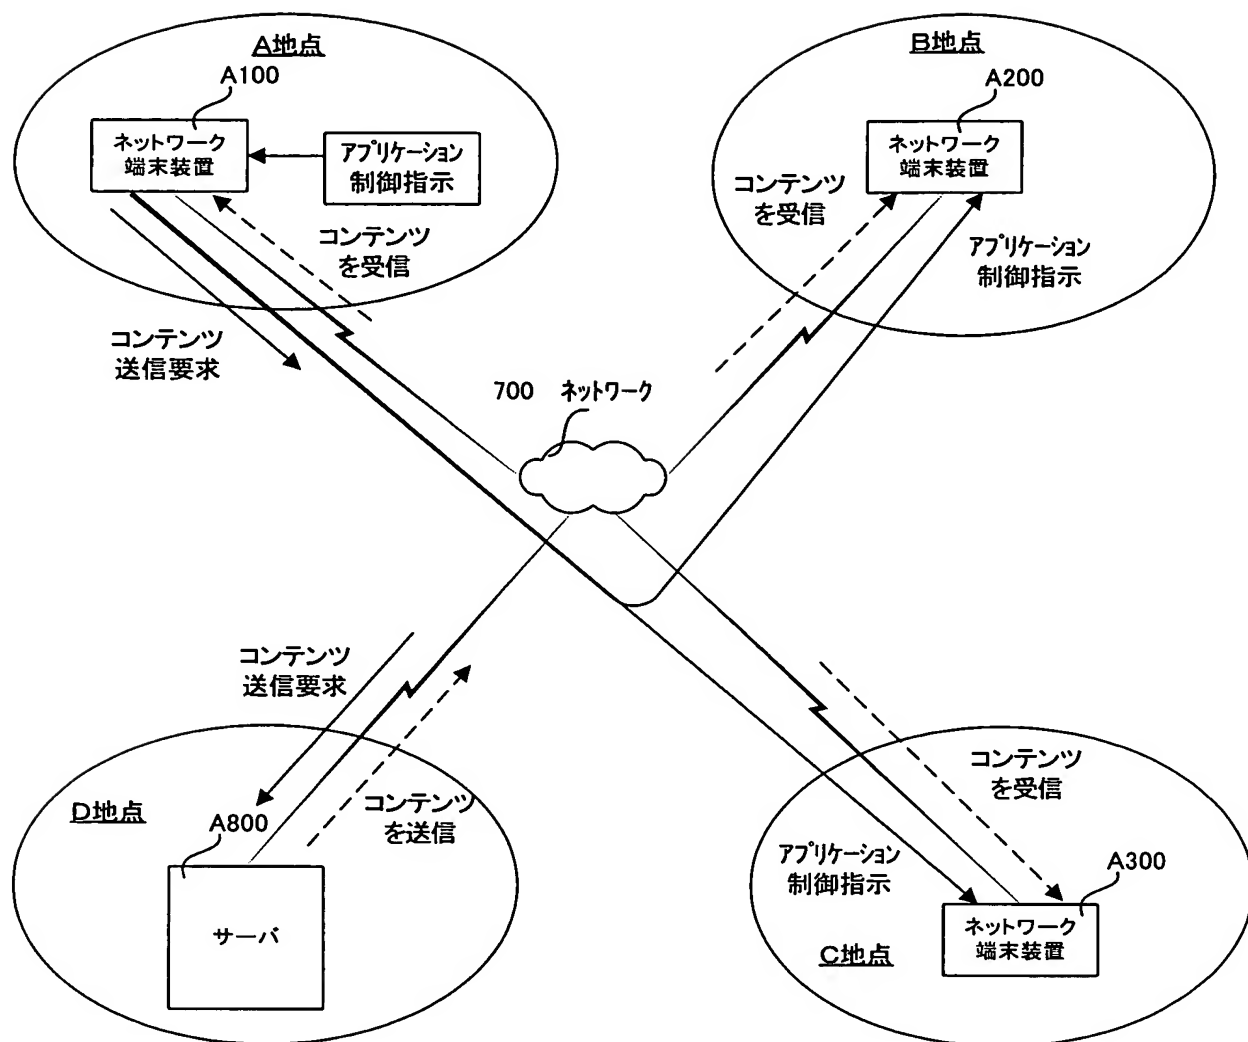 A地点
A100
ネットワーク
端末装置
アプリケーション
制御指示
コンテンツ
を受信
コンテンツ
送信要求
B地点
A200
ネットワーク
端末装置
コンテンツ
を受信
アプリケーション
制御指示
700 ネットワーク
コンテンツ
送信要求
D地点
A800
コンテンツ
を送信
サーバ
コンテンツ
を受信
アプリケーション
制御指示
A300
ネットワーク
端末装置
C地点